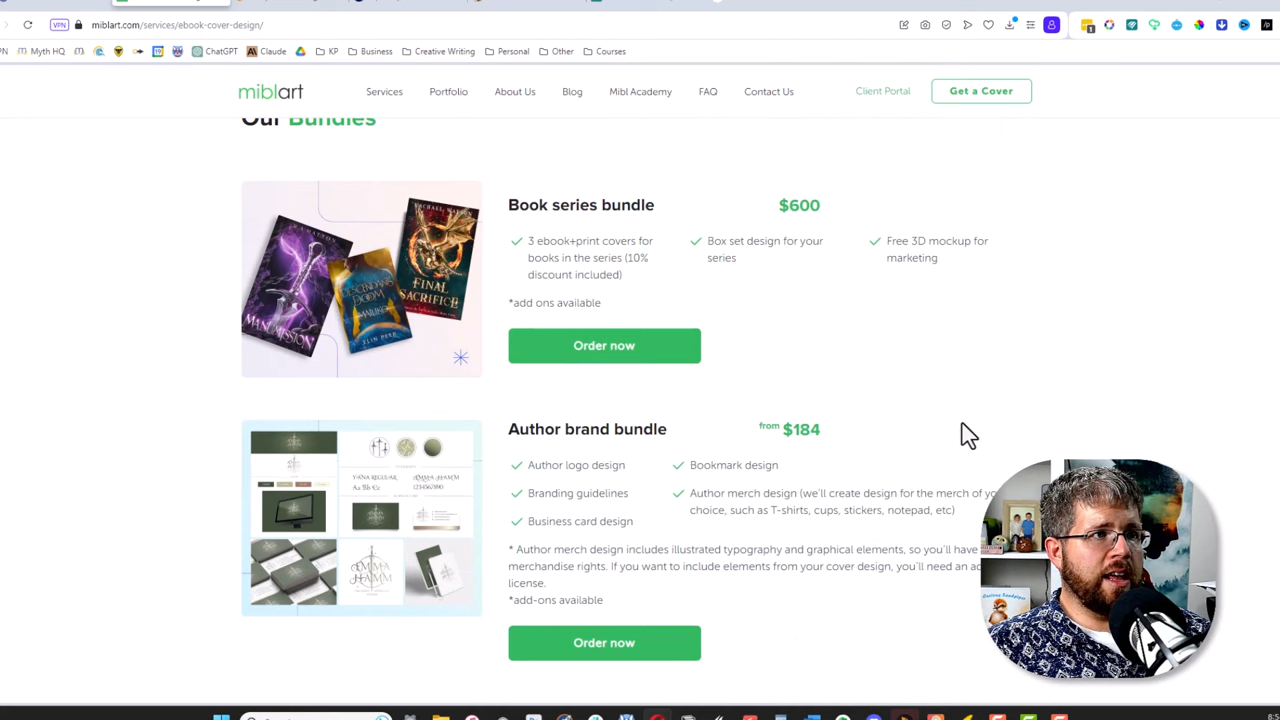 VPN miblart.com/services/ebook-cover-design/
PN Myth HQ ChatGPT Claude KP Business Creative Writing Personal Other Courses
miblart Services Portfolio About Us Blog Mibl Academy FAQ Contact Us Client Portal Get a Cover
Our Bundles
Book series bundle $600
3 ebook+print covers for
books in the series (10%
discount included)
Box set design for your
series
Free 3D mockup for
marketing
*add ons available
Order now
MANUMISSION
FINAL
SACRIFICE
Author brand bundle from $184
Author logo design
Branding guidelines
Business card design
Bookmark design
Author merch design (we'll create design for the merch of yo
choice, such as T-shirts, cups, stickers, notepad, etc)
* Author merch design includes illustrated typography and graphical elements, so you'll have
merchandise rights. If you want to include elements from your cover design, you'll need an ad
license.
*add-ons available
Order now